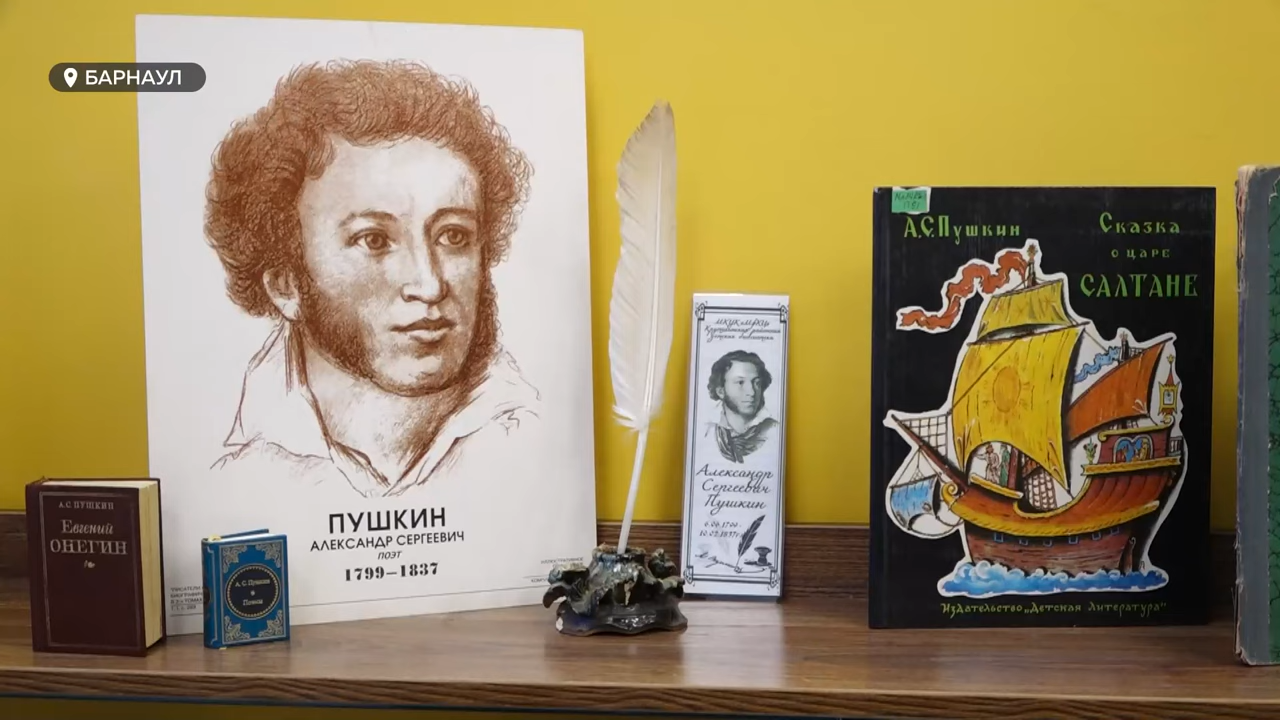 БАРНАУЛ
ПУШКИН
АЛЕКСАНДР СЕРГЕЕВИЧ
ПОЭТ
1799–1837
А.С.ПУШКИН
Евгений
ОНЕГИН
А.С.Пушкин
Поэмы
Александр
Сергеевич
Пушкин
А.С.Пушкин
Сказка
о царе
САЛТАНЕ
Издательство „Детская литература"